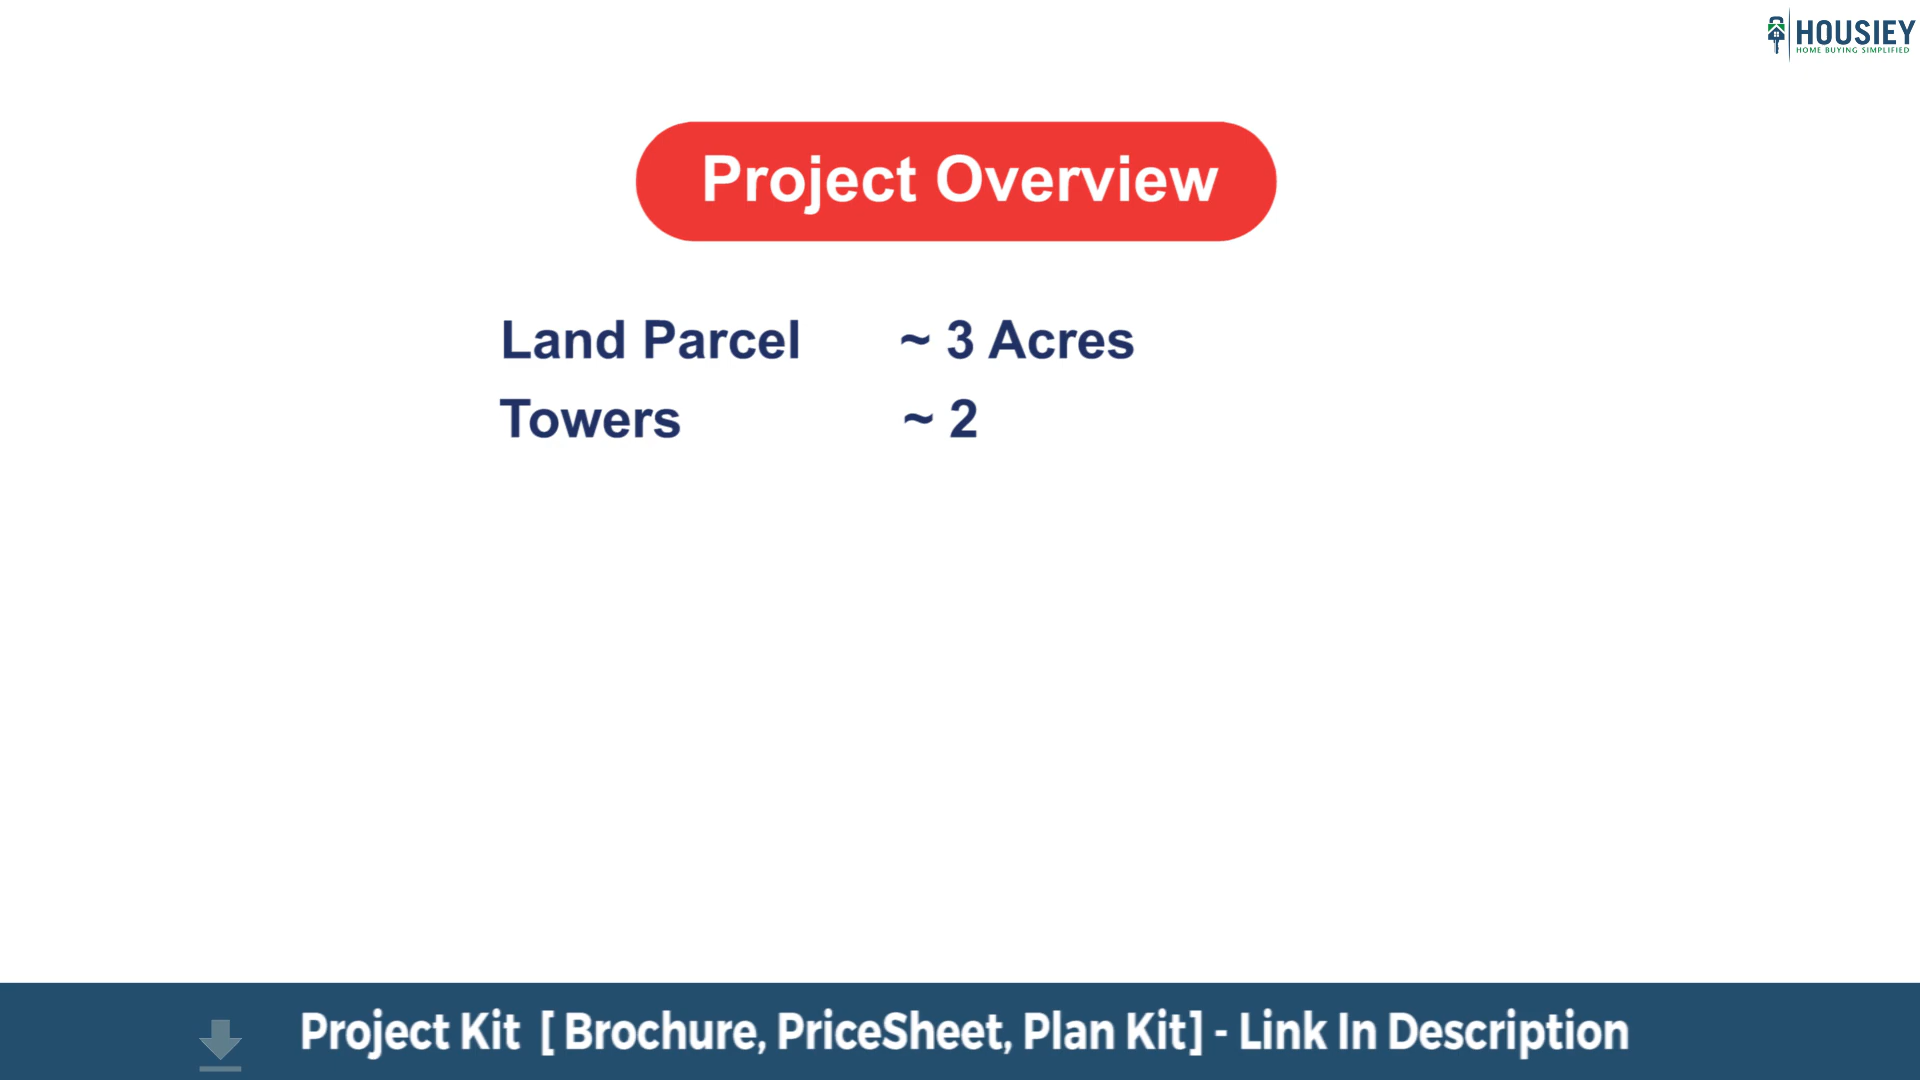 HOUSIEY
HOME BUYING SIMPLIFIED
Project Overview
Land Parcel ~ 3 Acres
Towers ~ 2
Project Kit [ Brochure, PriceSheet, Plan Kit] - Link In Description